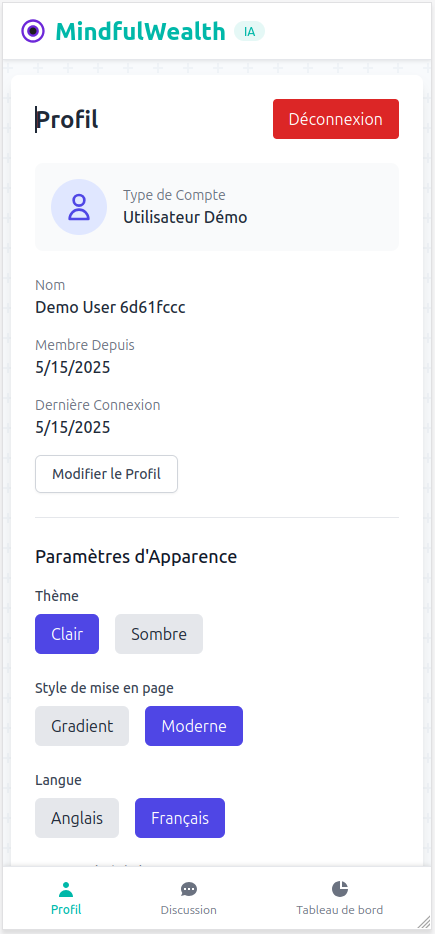 MindfulWealth IA
Profil
Déconnexion
Type de Compte
Utilisateur Démo
Nom
Demo User 6d61fccc
Membre Depuis
5/15/2025
Dernière Connexion
5/15/2025
Modifier le Profil
Paramètres d'Apparence
Thème
Clair
Sombre
Style de mise en page
Gradient
Moderne
Langue
Anglais
Français
Profil
Discussion
Tableau de bord